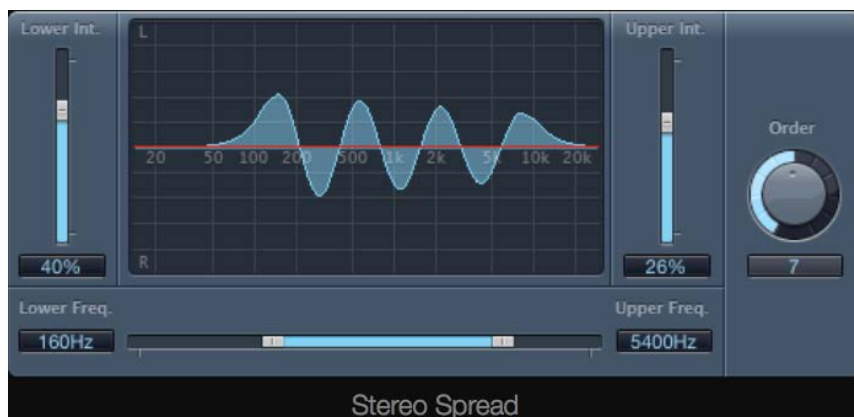 Lower Int.
L
Upper Int.
Order
20 50 100 200 500 1k 2k 5k 10k 20k
R
40%
26%
7
Lower Freq.
Upper Freq.
160Hz
5400Hz
Stereo Spread